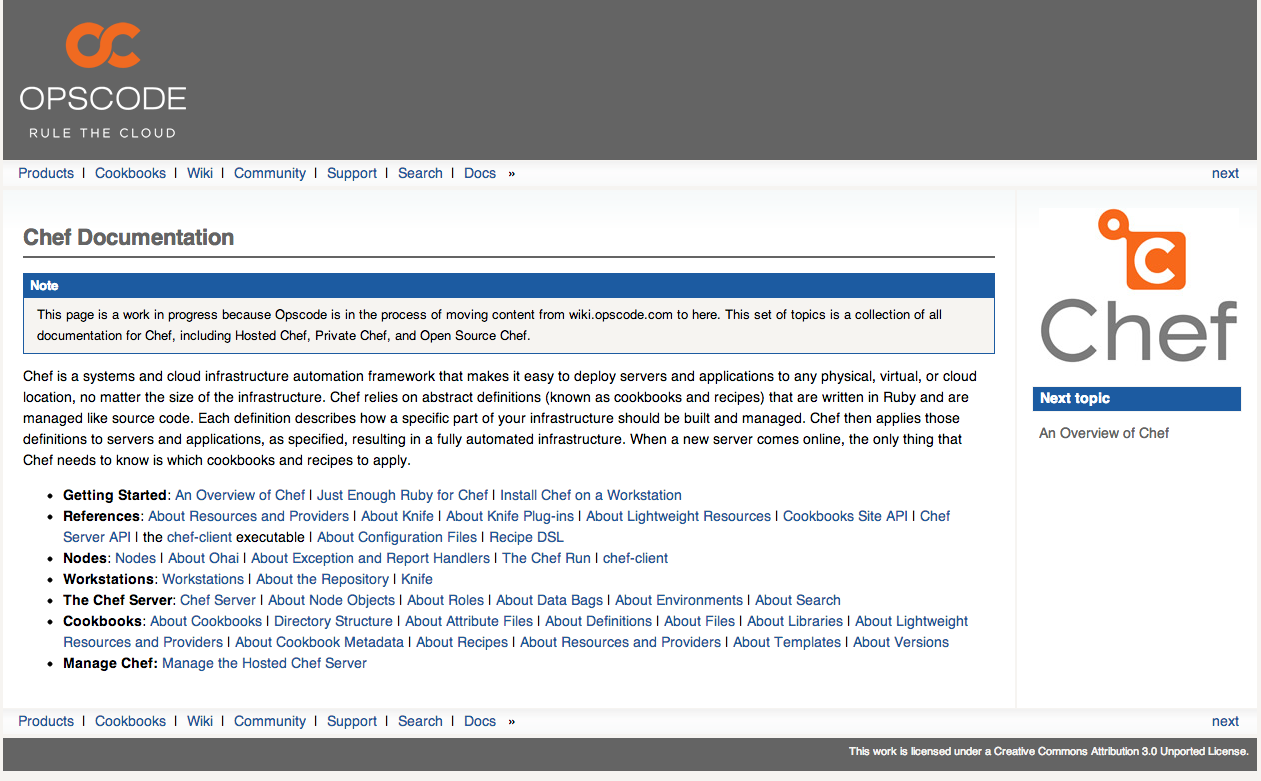 OPSCODE
RULE THE CLOUD
Products | Cookbooks | Wiki | Community | Support | Search | Docs » next
Chef Documentation
Note
This page is a work in progress because Opscode is in the process of moving content from wiki.opscode.com to here. This set of topics is a collection of all
documentation for Chef, including Hosted Chef, Private Chef, and Open Source Chef.
Chef is a systems and cloud infrastructure automation framework that makes it easy to deploy servers and applications to any physical, virtual, or cloud
location, no matter the size of the infrastructure. Chef relies on abstract definitions (known as cookbooks and recipes) that are written in Ruby and are
managed like source code. Each definition describes how a specific part of your infrastructure should be built and managed. Chef then applies those
definitions to servers and applications, as specified, resulting in a fully automated infrastructure. When a new server comes online, the only thing that
Chef needs to know is which cookbooks and recipes to apply.
• Getting Started: An Overview of Chef | Just Enough Ruby for Chef | Install Chef on a Workstation
• References: About Resources and Providers | About Knife | About Knife Plug-ins | About Lightweight Resources | Cookbooks Site API | Chef
Server API | the chef-client executable | About Configuration Files | Recipe DSL
• Nodes: Nodes | About Ohai | About Exception and Report Handlers | The Chef Run | chef-client
• Workstations: Workstations | About the Repository | Knife
• The Chef Server: Chef Server | About Node Objects | About Roles | About Data Bags | About Environments | About Search
• Cookbooks: About Cookbooks | Directory Structure | About Attribute Files | About Definitions | About Files | About Libraries | About Lightweight
Resources and Providers | About Cookbook Metadata | About Recipes | About Resources and Providers | About Templates | About Versions
• Manage Chef: Manage the Hosted Chef Server
C
Chef
Next topic
An Overview of Chef
Products | Cookbooks | Wiki | Community | Support | Search | Docs » next
This work is licensed under a Creative Commons Attribution 3.0 Unported License.